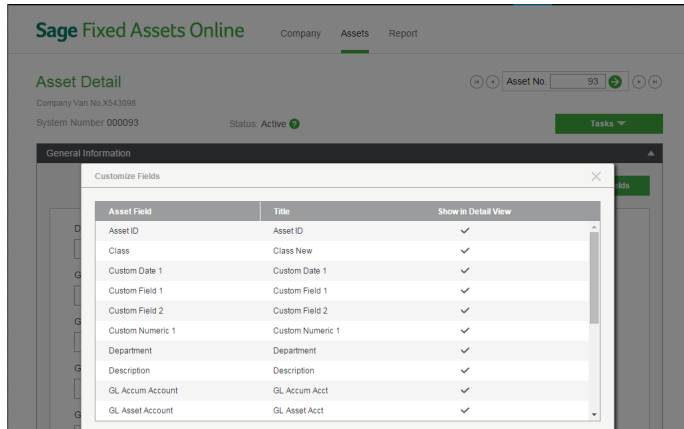 Sage Fixed Assets Online Company Assets Report
Asset Detail Asset No. 93
Company Van No.X543098
System Number 000093 Status: Active ? Tasks
General Information
Customize Fields
elds
Asset Field Title Show in Detail View
D
Asset ID Asset ID
Class Class New
G
Custom Date 1 Custom Date 1
Custom Field 1 Custom Field 1
Custom Field 2 Custom Field 2
G
Custom Numeric 1 Custom Numeric 1
Department Department
G
Description Description
GL Accum Account GL Accum Acct
G
GL Asset Account GL Asset Acct